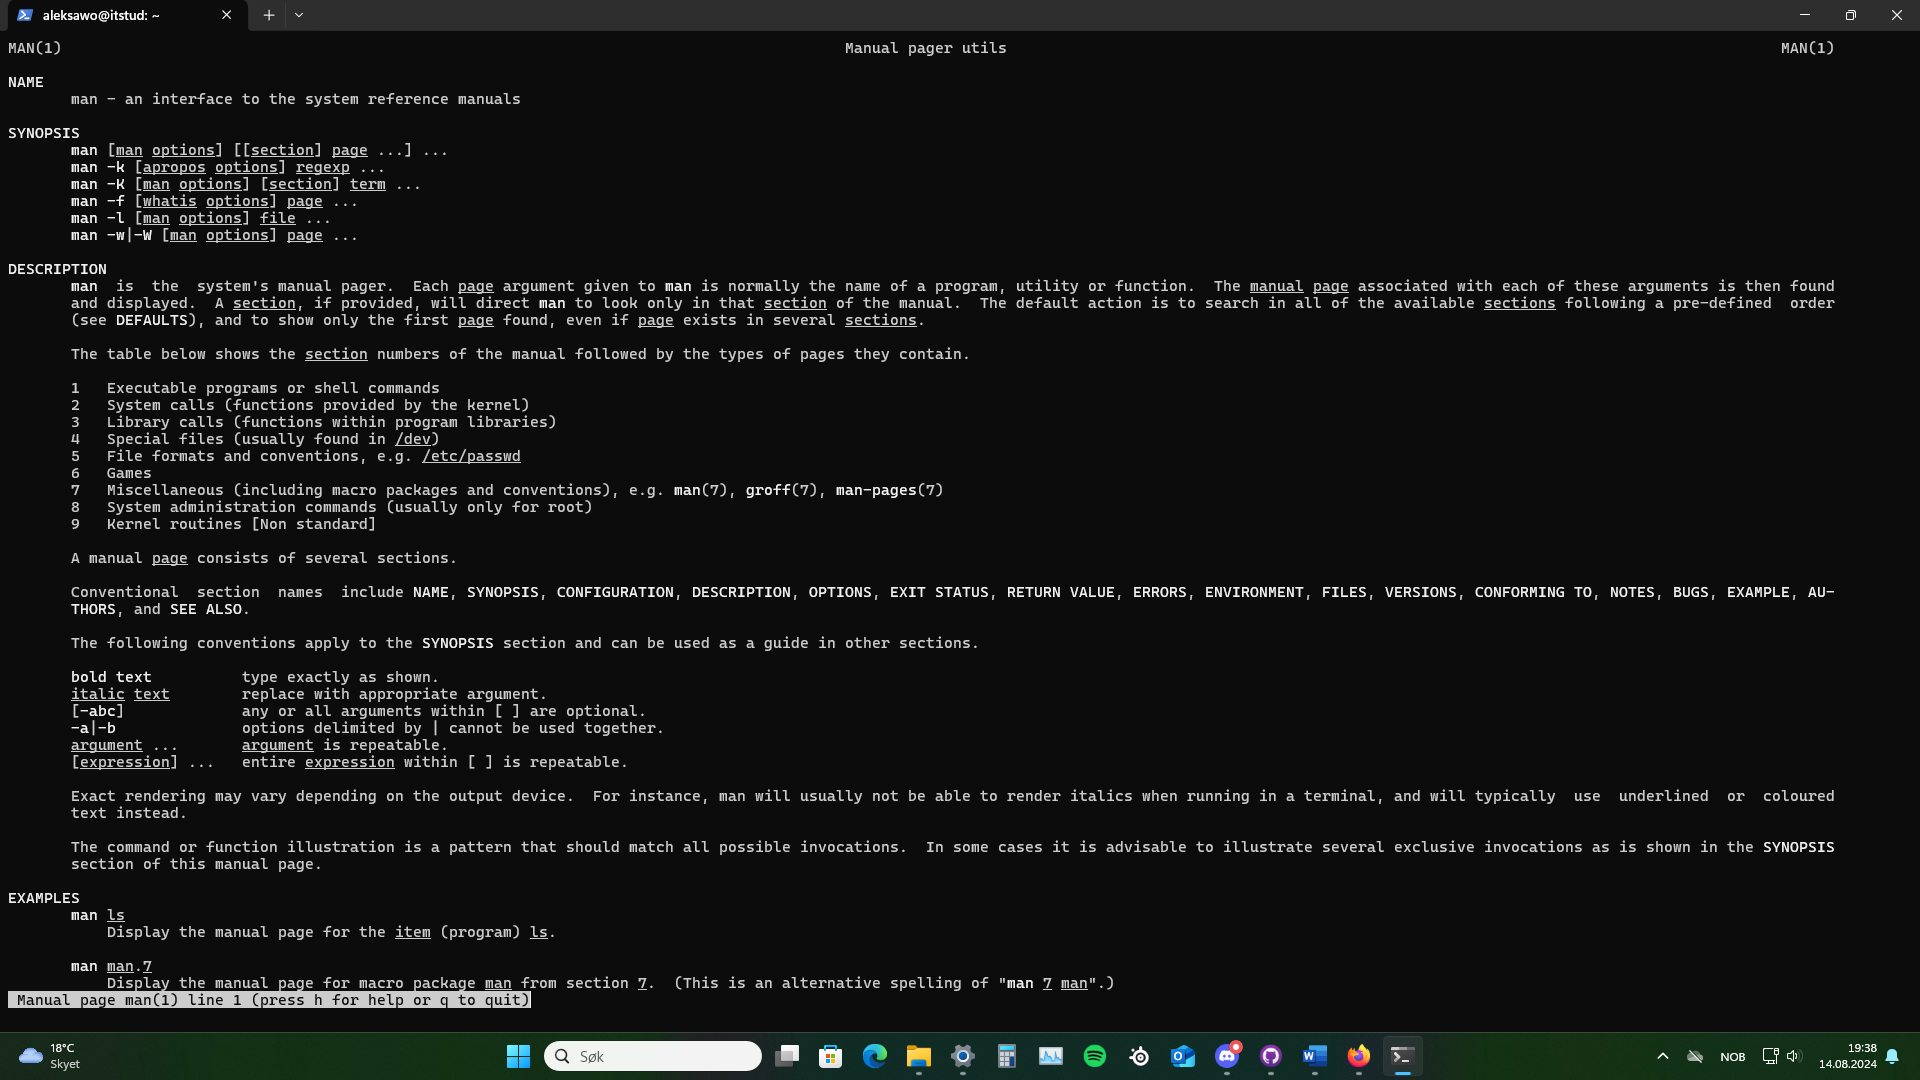 aleksawo@itstud: ~
MAN(1) Manual pager utils MAN(1)
NAME
man - an interface to the system reference manuals
SYNOPSIS
man [man options] [[section] page ...] ...
man -k [apropos options] regexp ...
man -K [man options] [section] term ...
man -f [whatis options] page ...
man -l [man options] file ...
man -w|-W [man options] page ...
DESCRIPTION
man is the system's manual pager. Each page argument given to man is normally the name of a program, utility or function. The manual page associated with each of these arguments is then found
and displayed. A section, if provided, will direct man to look only in that section of the manual. The default action is to search in all of the available sections following a pre-defined order
(see DEFAULTS), and to show only the first page found, even if page exists in several sections.
The table below shows the section numbers of the manual followed by the types of pages they contain.
1 Executable programs or shell commands
2 System calls (functions provided by the kernel)
3 Library calls (functions within program libraries)
4 Special files (usually found in /dev)
5 File formats and conventions, e.g. /etc/passwd
6 Games
7 Miscellaneous (including macro packages and conventions), e.g. man(7), groff(7), man-pages(7)
8 System administration commands (usually only for root)
9 Kernel routines [Non standard]
A manual page consists of several sections.
Conventional section names include NAME, SYNOPSIS, CONFIGURATION, DESCRIPTION, OPTIONS, EXIT STATUS, RETURN VALUE, ERRORS, ENVIRONMENT, FILES, VERSIONS, CONFORMING TO, NOTES, BUGS, EXAMPLE, AU-
THORS, and SEE ALSO.
The following conventions apply to the SYNOPSIS section and can be used as a guide in other sections.
bold text type exactly as shown.
italic text replace with appropriate argument.
[-abc] any or all arguments within [ ] are optional.
-a|-b options delimited by | cannot be used together.
argument ... argument is repeatable.
[expression] ... entire expression within [ ] is repeatable.
Exact rendering may vary depending on the output device. For instance, man will usually not be able to render italics when running in a terminal, and will typically use underlined or coloured
text instead.
The command or function illustration is a pattern that should match all possible invocations. In some cases it is advisable to illustrate several exclusive invocations as is shown in the SYNOPSIS
section of this manual page.
EXAMPLES
man ls
Display the manual page for the item (program) ls.
man man.7
Display the manual page for macro package man from section 7. (This is an alternative spelling of "man 7 man".)
Manual page man(1) line 1 (press h for help or q to quit)
18°C
Skyet
Søk
NOB
19:38
14.08.2024